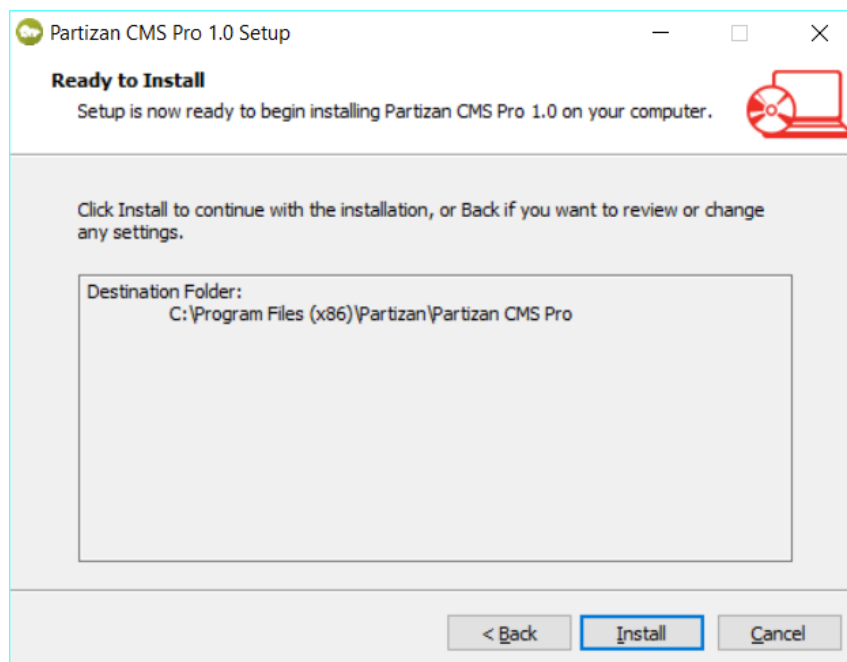 Partizan CMS Pro 1.0 Setup
Ready to Install
Setup is now ready to begin installing Partizan CMS Pro 1.0 on your computer.
Click Install to continue with the installation, or Back if you want to review or change
any settings.
Destination Folder:
C:\Program Files (x86)\Partizan\Partizan CMS Pro
< Back
Install
Cancel